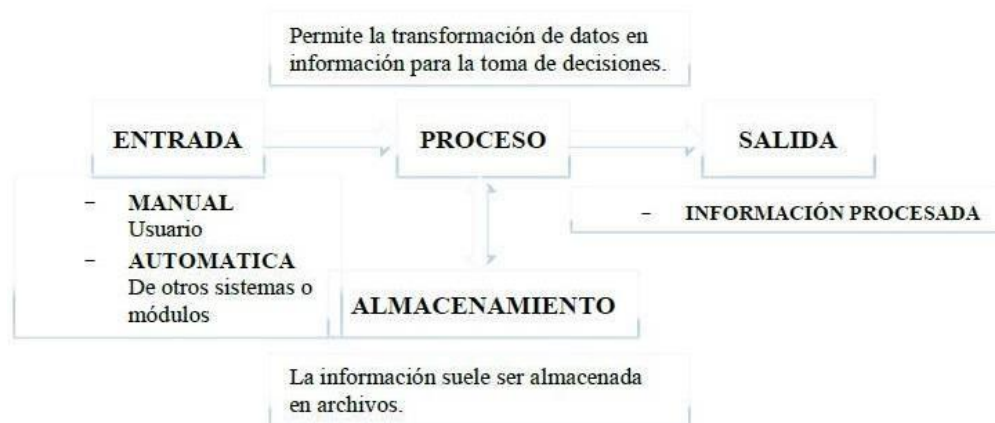 Permite la transformación de datos en
información para la toma de decisiones.
ENTRADA
PROCESO
SALIDA
– MANUAL
Usuario
– AUTOMATICA
De otros sistemas o
módulos
– INFORMACIÓN PROCESADA
ALMACENAMIENTO
La información suele ser almacenada
en archivos.